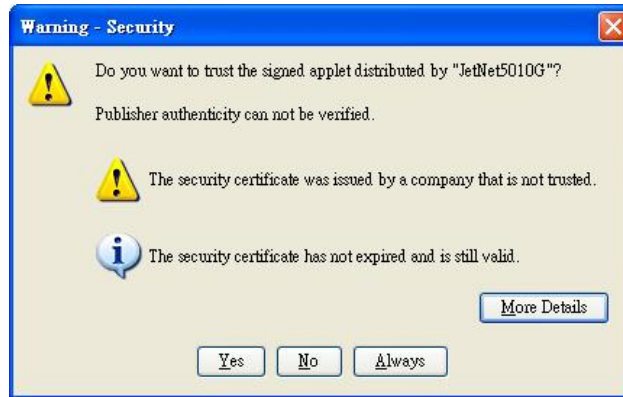 Warning - Security
Do you want to trust the signed applet distributed by "JetNet5010G"?
Publisher authenticity can not be verified.
The security certificate was issued by a company that is not trusted.
The security certificate has not expired and is still valid.
More Details
Yes No Always